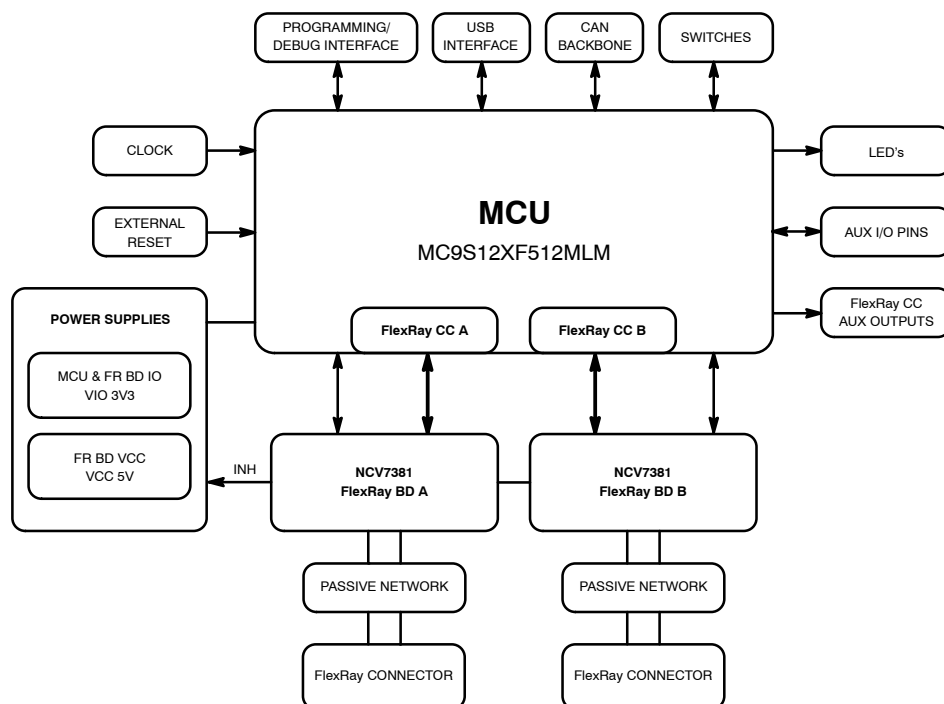 PROGRAMMING/
DEBUG INTERFACE
USB
INTERFACE
CAN
BACKBONE
SWITCHES
CLOCK
LED's
MCU
MC9S12XF512MLM
EXTERNAL
RESET
AUX I/O PINS
POWER SUPPLIES
FlexRay CC A
FlexRay CC B
FlexRay CC
AUX OUTPUTS
MCU & FR BD IO
VIO 3V3
FR BD VCC
VCC 5V
INH
NCV7381
FlexRay BD A
NCV7381
FlexRay BD B
PASSIVE NETWORK
PASSIVE NETWORK
FlexRay CONNECTOR
FlexRay CONNECTOR